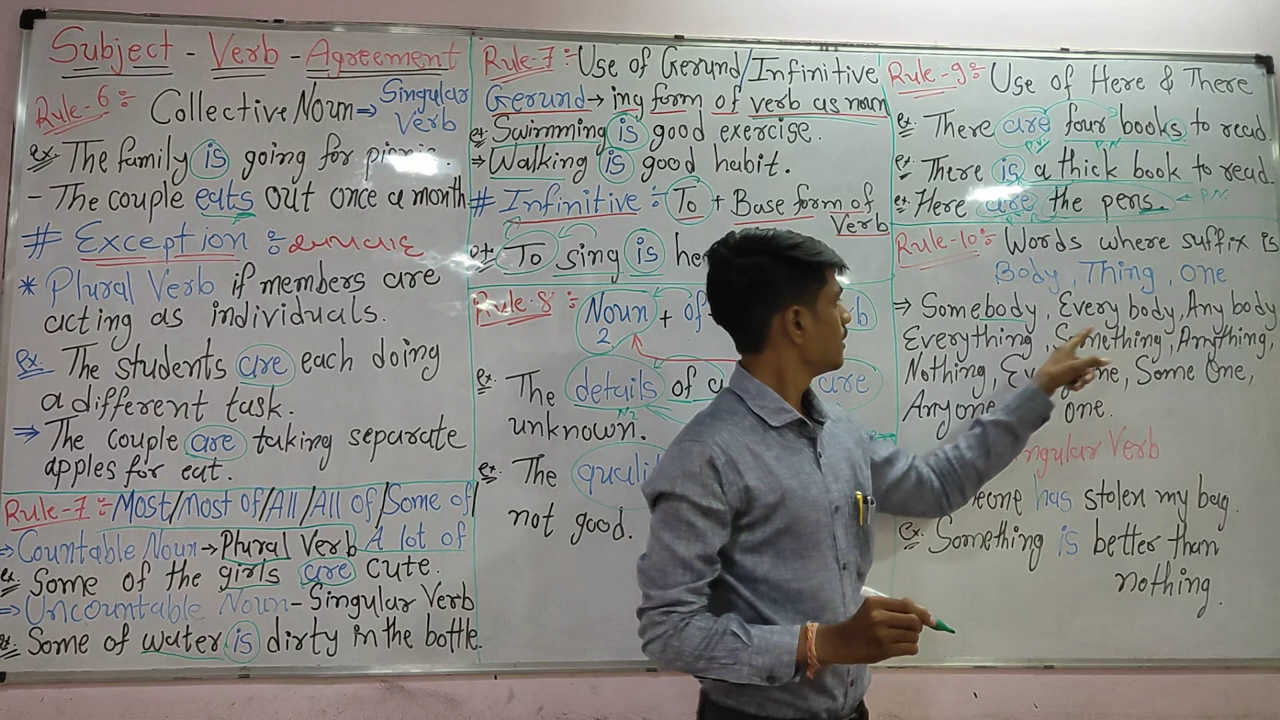 Subject - Verb - Agreement
Rule-6 :- Collective Noun → Singular Verb
ex. The family is going for picnic.
- The couple eats out once a month
# Exception : અપવાદ
* Plural Verb if members are
acting as individuals.
Ex. The students are each doing
a different task.
⇒ The couple are taking separate
apples for eat.
Rule-7 :- Most/Most of/All/All of/Some of/
A lot of
→ Countable Noun → Plural Verb
ex. Some of the girls are cute.
⇒ Uncountable Noun - Singular Verb
ex. Some of water is dirty in the bottle.
Rule-7 :- Use of Gerund/Infinitive
Gerund → ing form of verb as noun
ex. Swimming is good exercise.
→ Walking is good habit.
# Infinitive : To + Base form of
Verb
To sing is
Rule-8 :- Noun + of
2
ex. The details of are
unknown.
ex. The
not good.
Rule-9 :- Use of Here & There
ex. There are four books to read.
ex. There is a thick book to read.
ex. Here are the pens. ← P.N.
Rule-10 :- Words where suffix is
Body, Thing, One
→ Somebody, Every body, Any body
Everything, Something, Anything,
Nothing, Some One,
Anyone one.
Verb
has stolen my bag.
Ex. Something is better than
nothing.